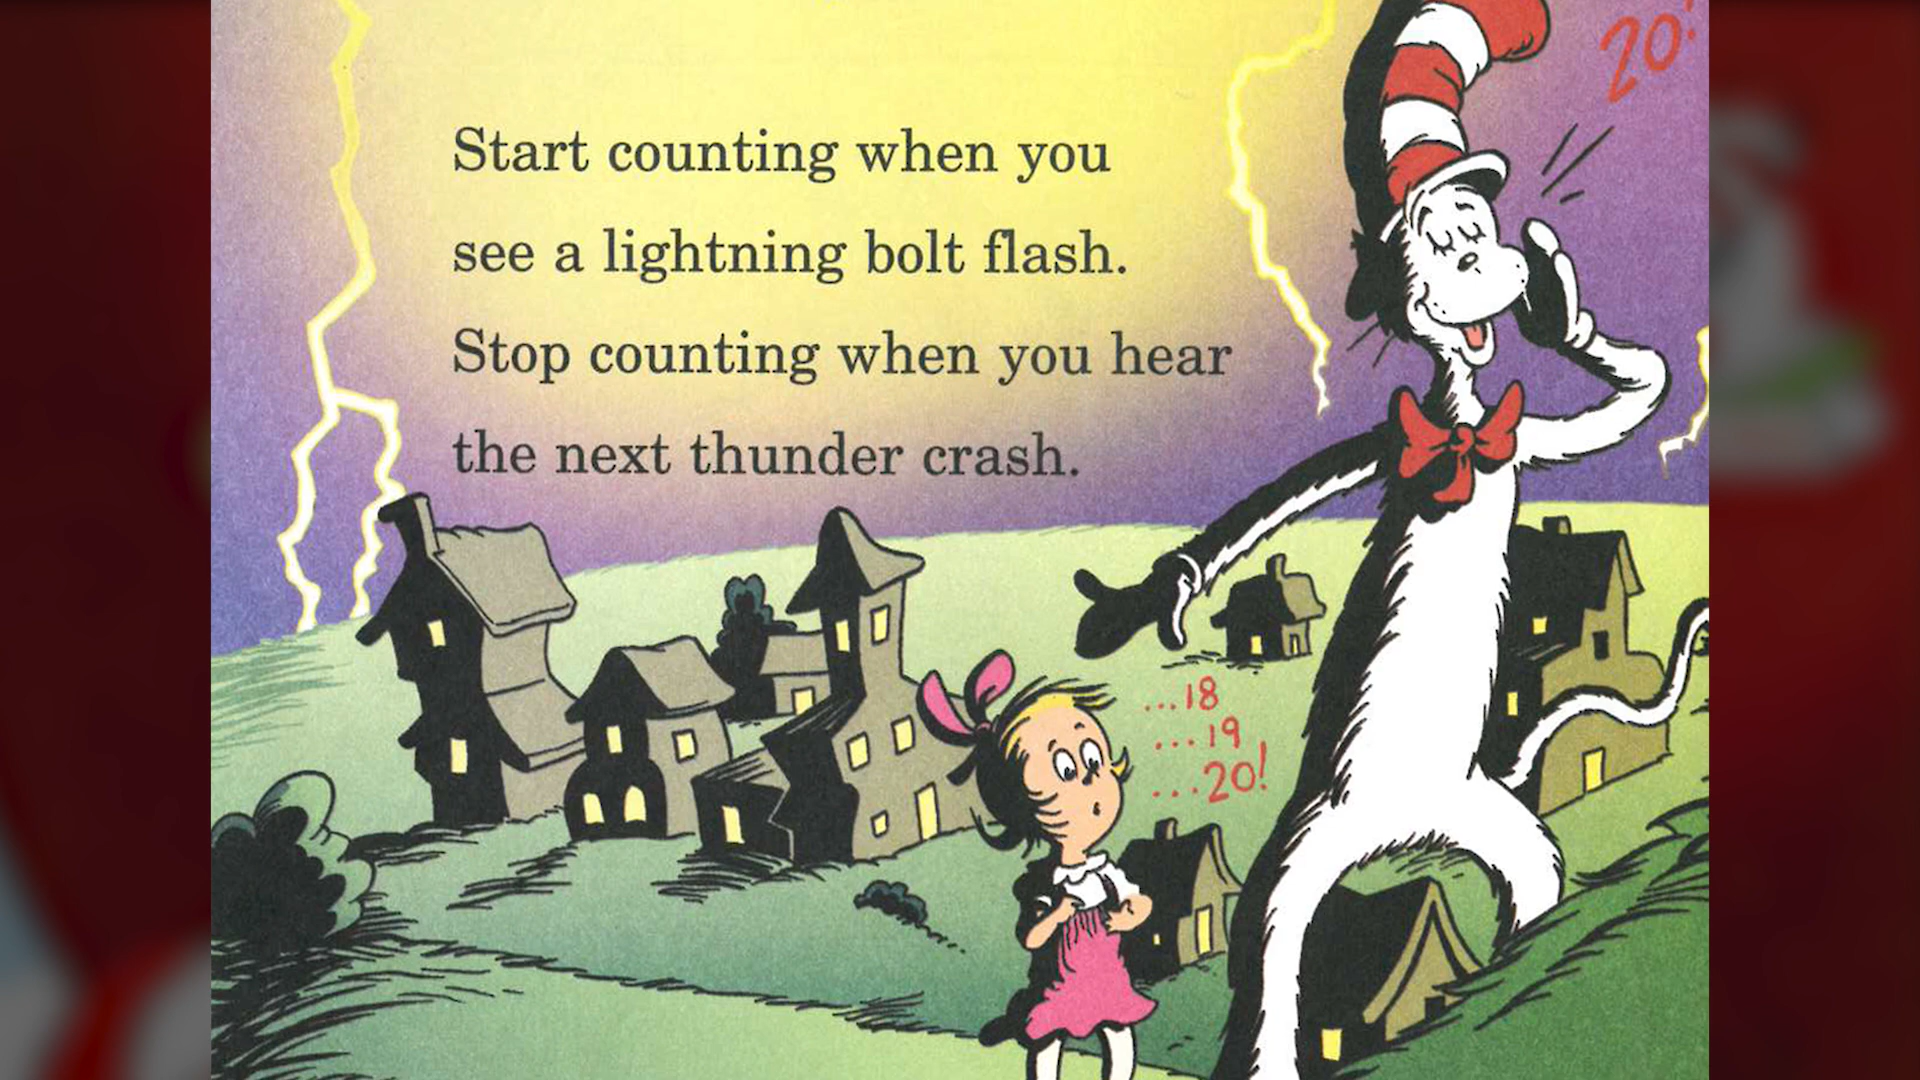 20!
Start counting when you
see a lightning bolt flash.
Stop counting when you hear
the next thunder crash.
...18
...19
...20!